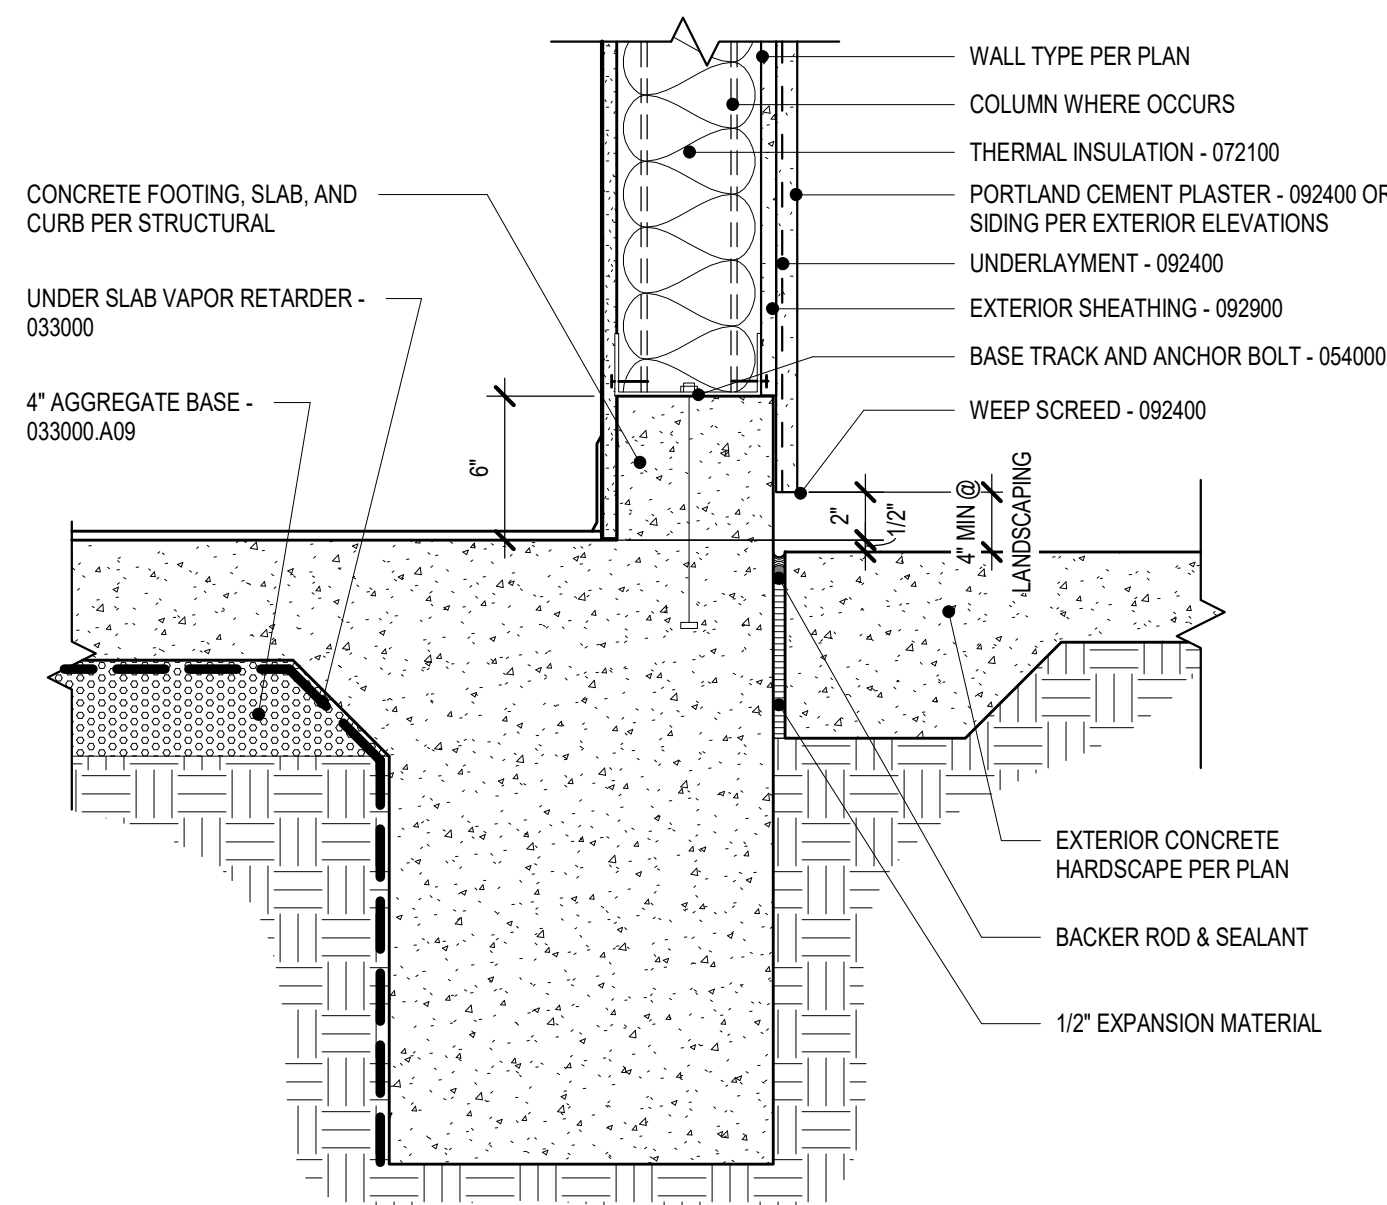 WALL TYPE PER PLAN
COLUMN WHERE OCCURS
THERMAL INSULATION - 072100
PORTLAND CEMENT PLASTER - 092400 OR
SIDING PER EXTERIOR ELEVATIONS
UNDERLAYMENT - 092400
EXTERIOR SHEATHING - 092900
BASE TRACK AND ANCHOR BOLT - 054000
WEEP SCREED - 092400
CONCRETE FOOTING, SLAB, AND
CURB PER STRUCTURAL
UNDER SLAB VAPOR RETARDER -
033000
4" AGGREGATE BASE -
033000.A09
6"
2"
1/2"
4" MIN @
LANDSCAPING
EXTERIOR CONCRETE
HARDSCAPE PER PLAN
BACKER ROD & SEALANT
1/2" EXPANSION MATERIAL